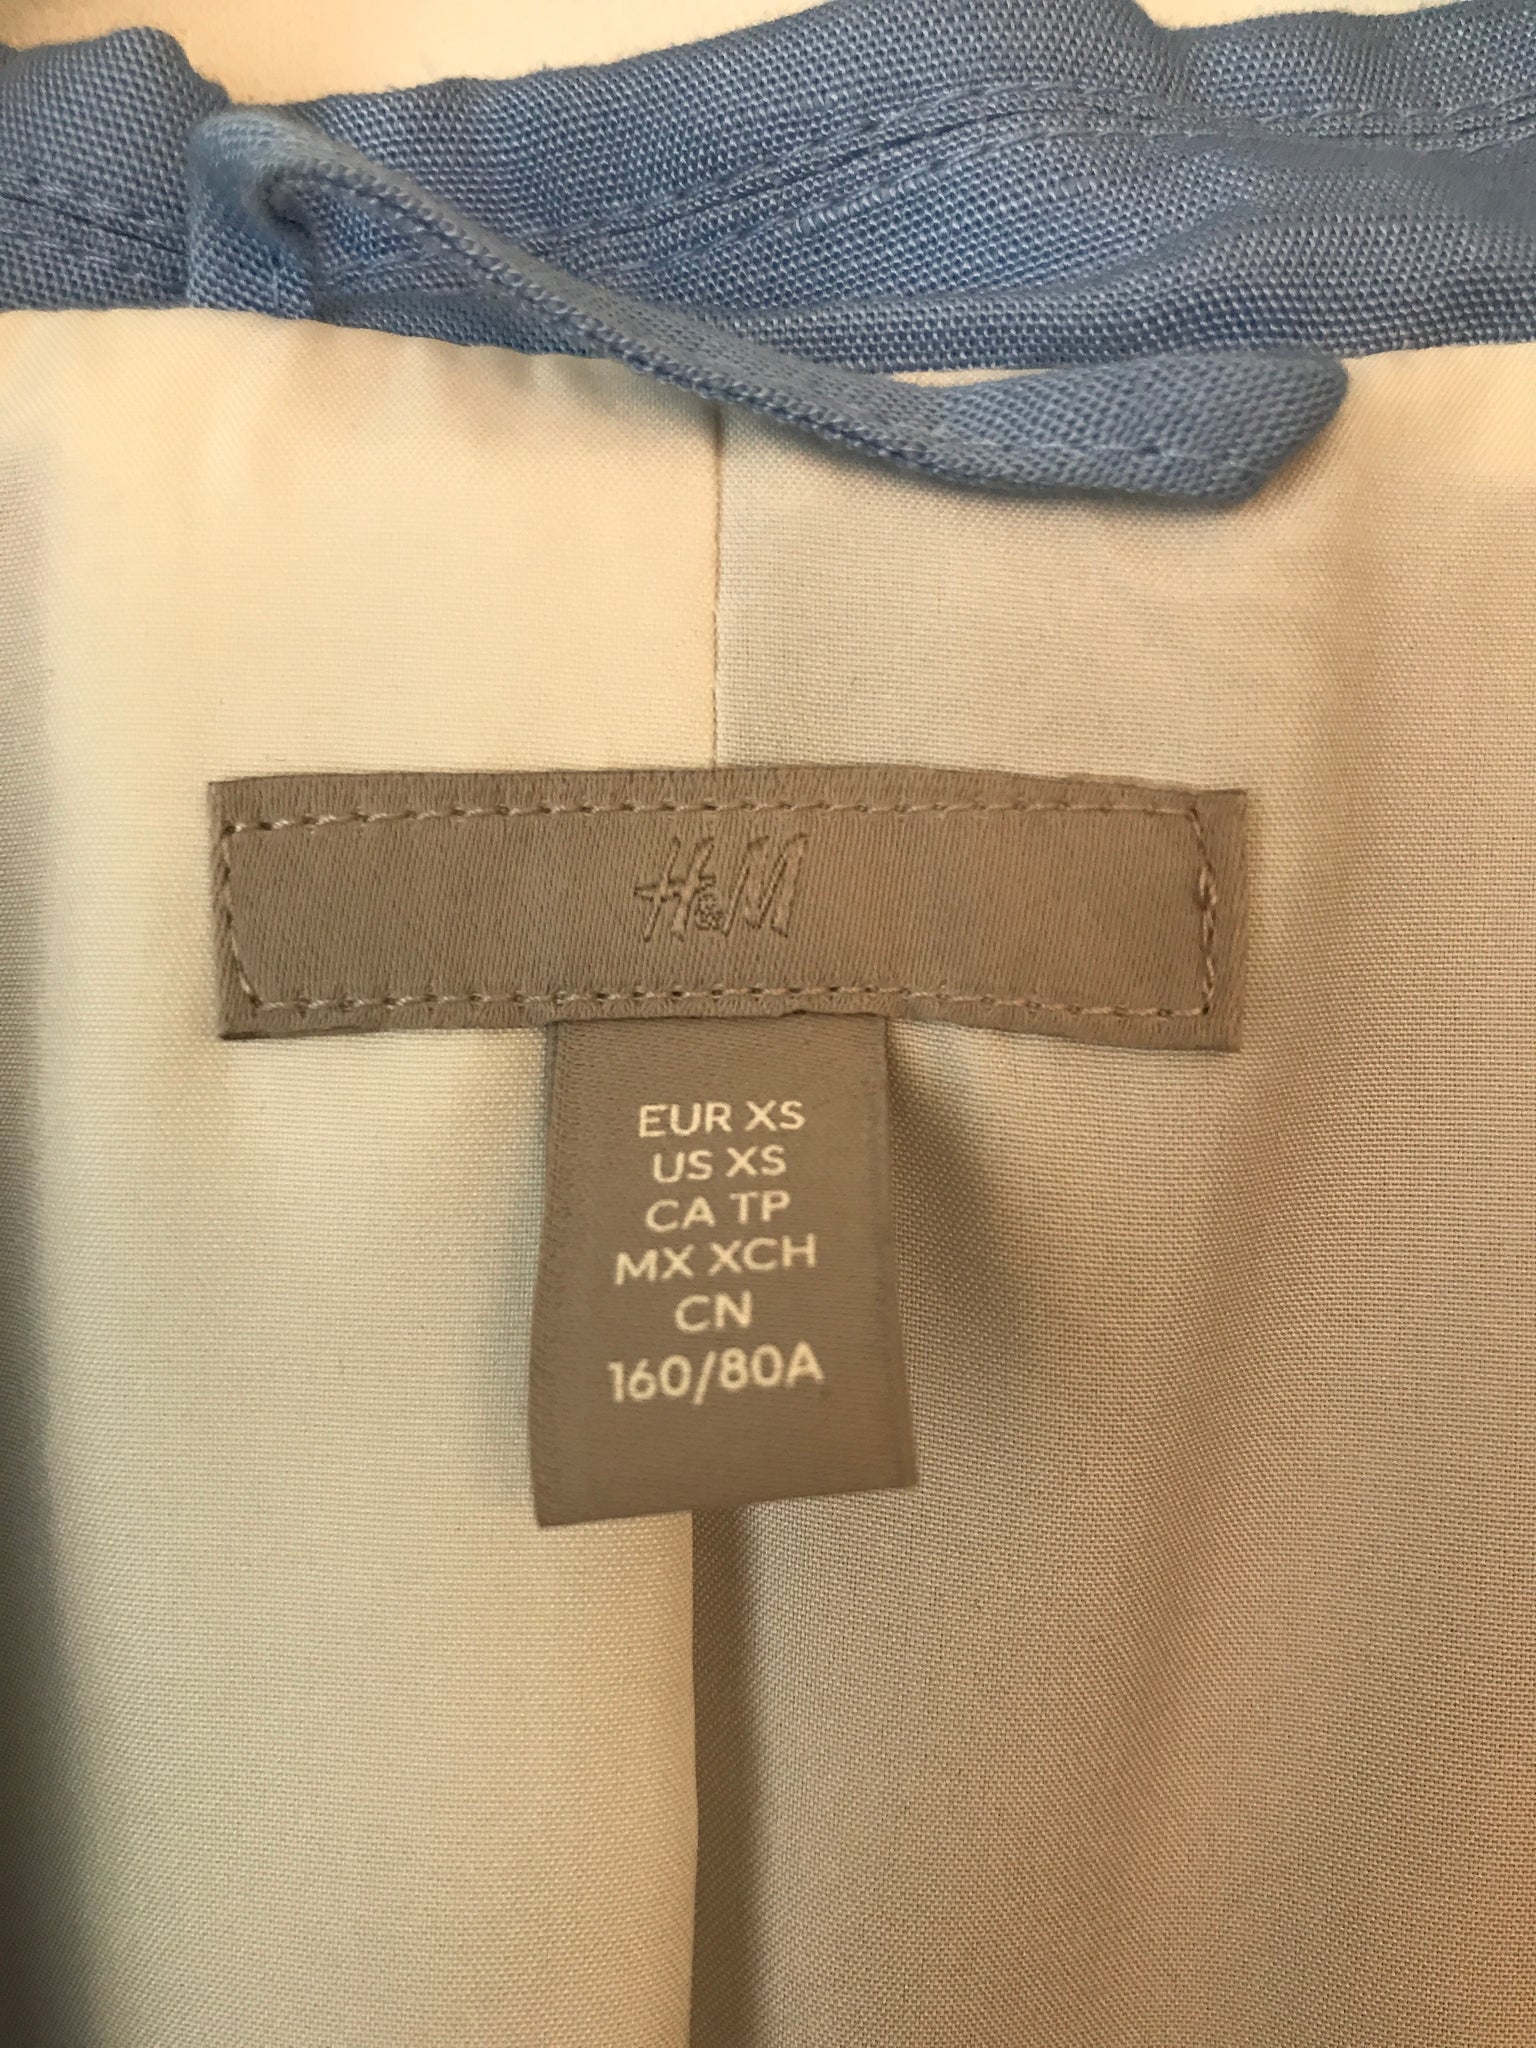 H&M
EUR XS
US XS
CA TP
MX XCH
CN
160/80A